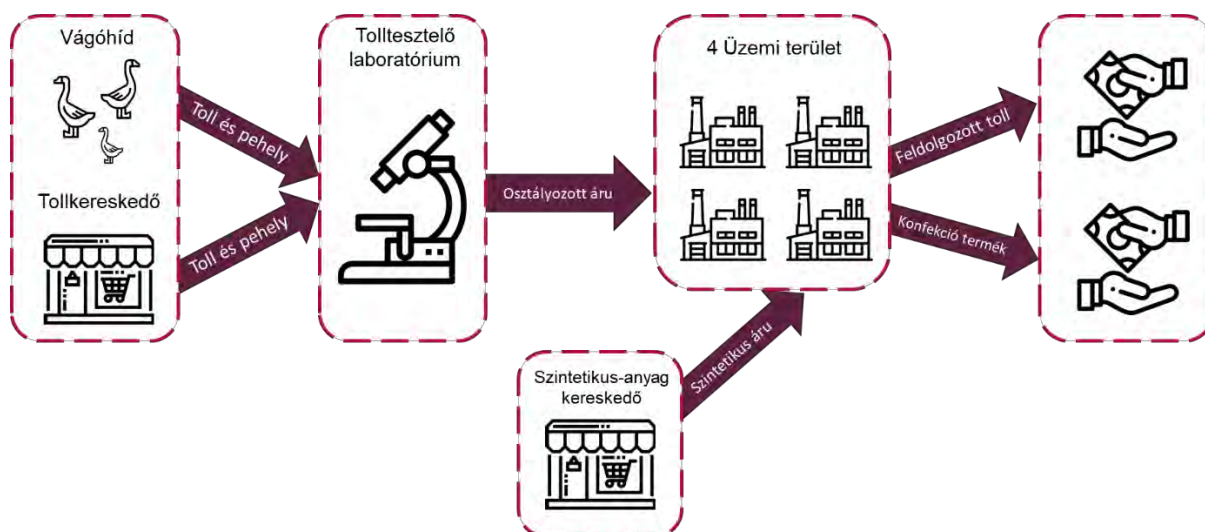 Vágóhíd
Toll és pehely
Tollkereskedő
Toll és pehely
Tolltesztelő
laboratórium
Osztályozott áru
4 Üzemi terület
Szintetikus-anyag
kereskedő
Szintetikus áru
Feldolgozott toll
Konfekció termék